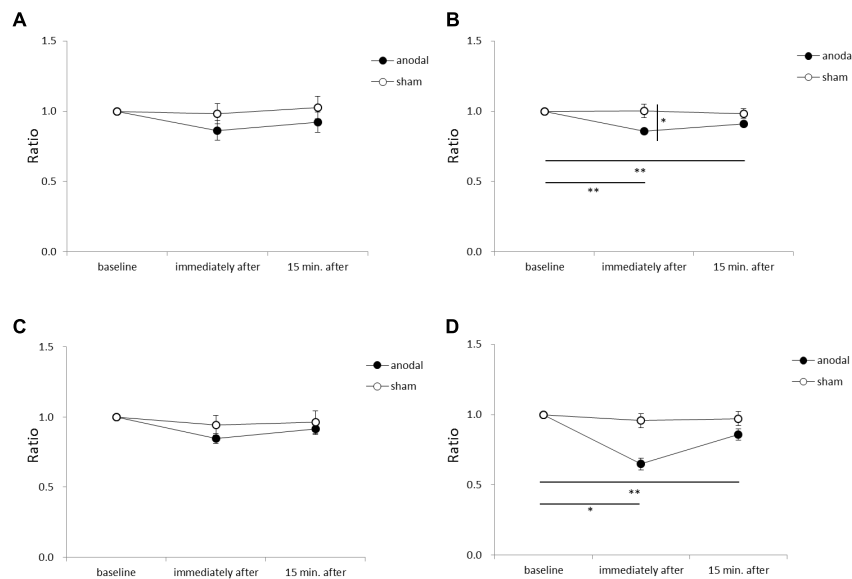 A
1.5
1.0
0.5
0.0
Ratio
baseline immediately after 15 min. after
anodal
sham
B
1.5
1.0
0.5
0.0
Ratio
*
**
**
baseline immediately after 15 min. after
anoda
sham
C
1.5
1.0
0.5
0.0
Ratio
baseline immediately after 15 min. after
anodal
sham
D
1.5
1.0
0.5
0.0
Ratio
**
*
baseline immediately after 15 min. after
anodal
sham